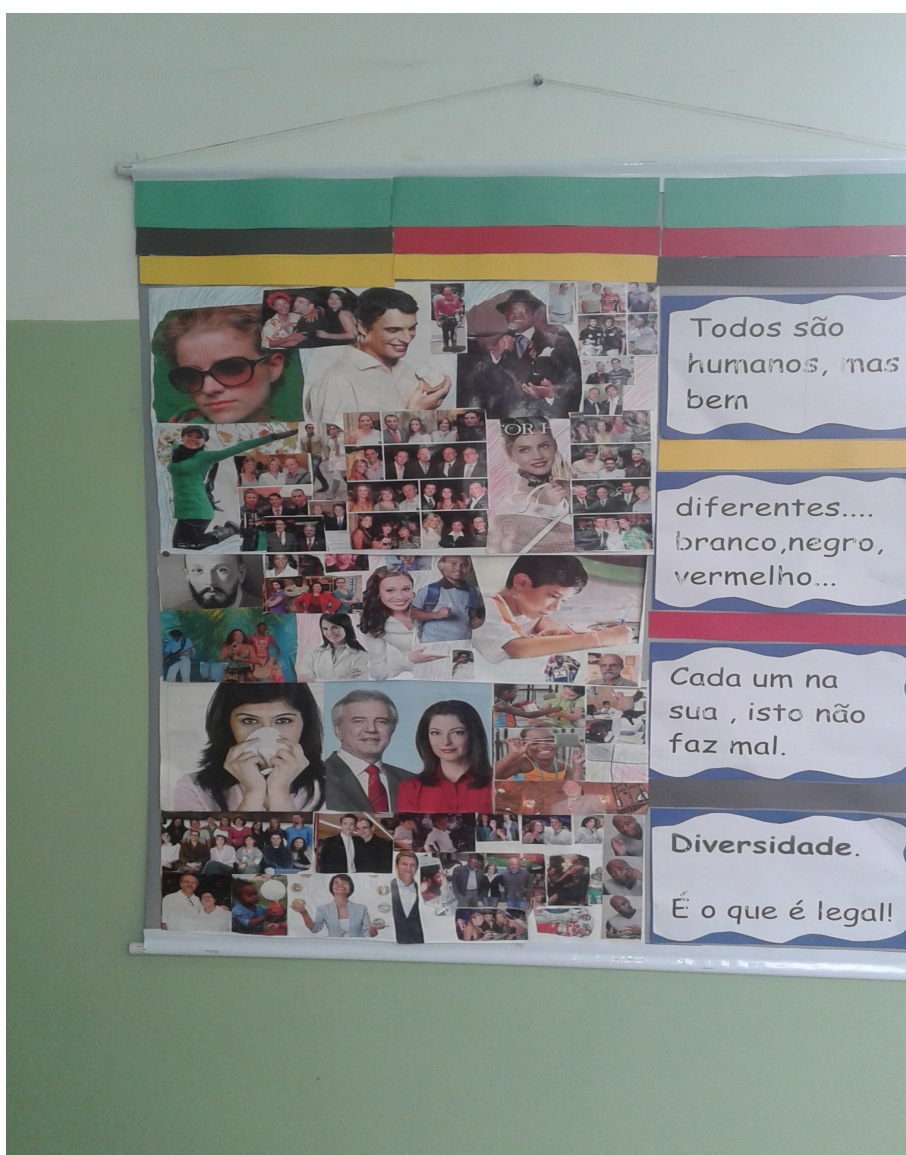 OR
Todos são
humanos, mas
bem
diferentes....
branco,negro,
vermelho...
Cada um na
sua , isto não
faz mal.
Diversidade.
É o que é legal!